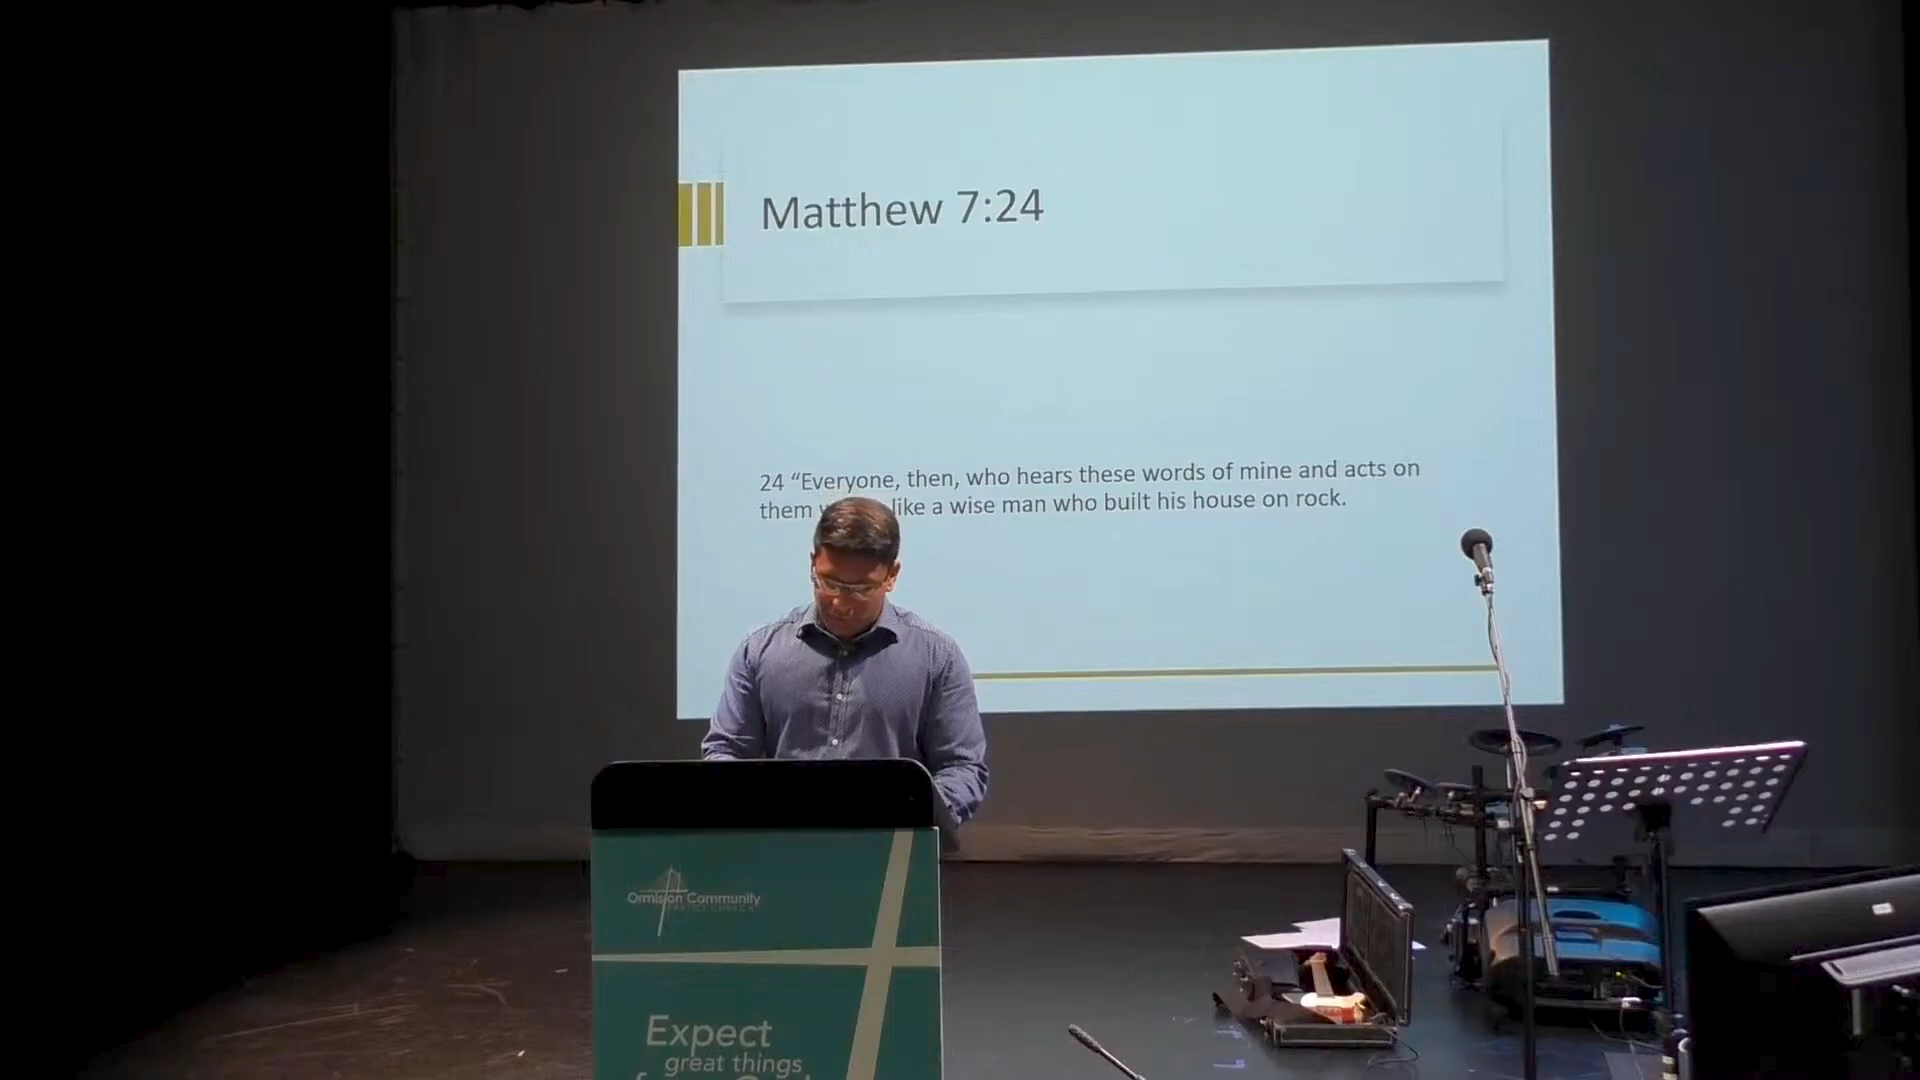 Matthew 7:24
24 “Everyone, then, who hears these words of mine and acts on
them like a wise man who built his house on rock.
Ormiston Community
Expect
great things